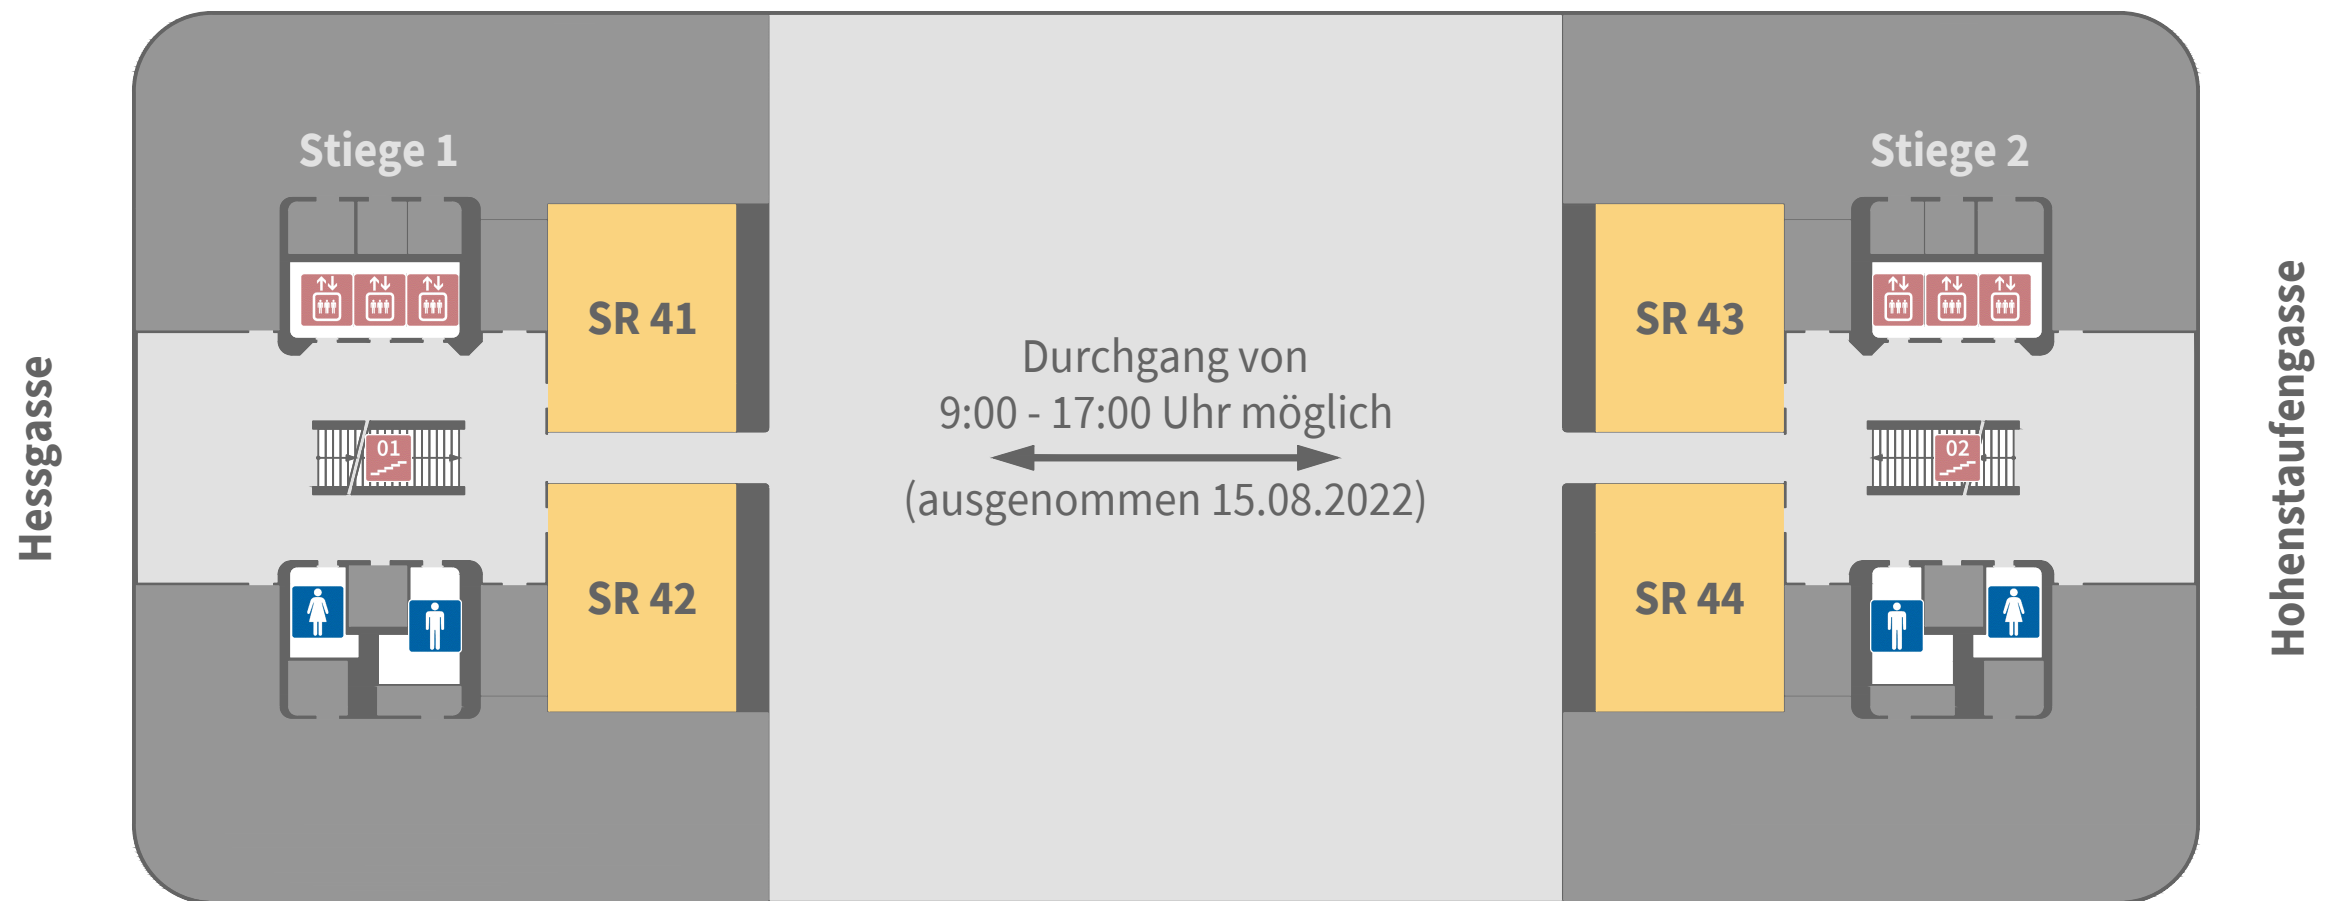 Stiege 1
Stiege 2
SR 41
SR 43
Durchgang von
9:00 - 17:00 Uhr möglich
(ausgenommen 15.08.2022)
Hessgasse
01
02
Hohenstaufengasse
SR 42
SR 44